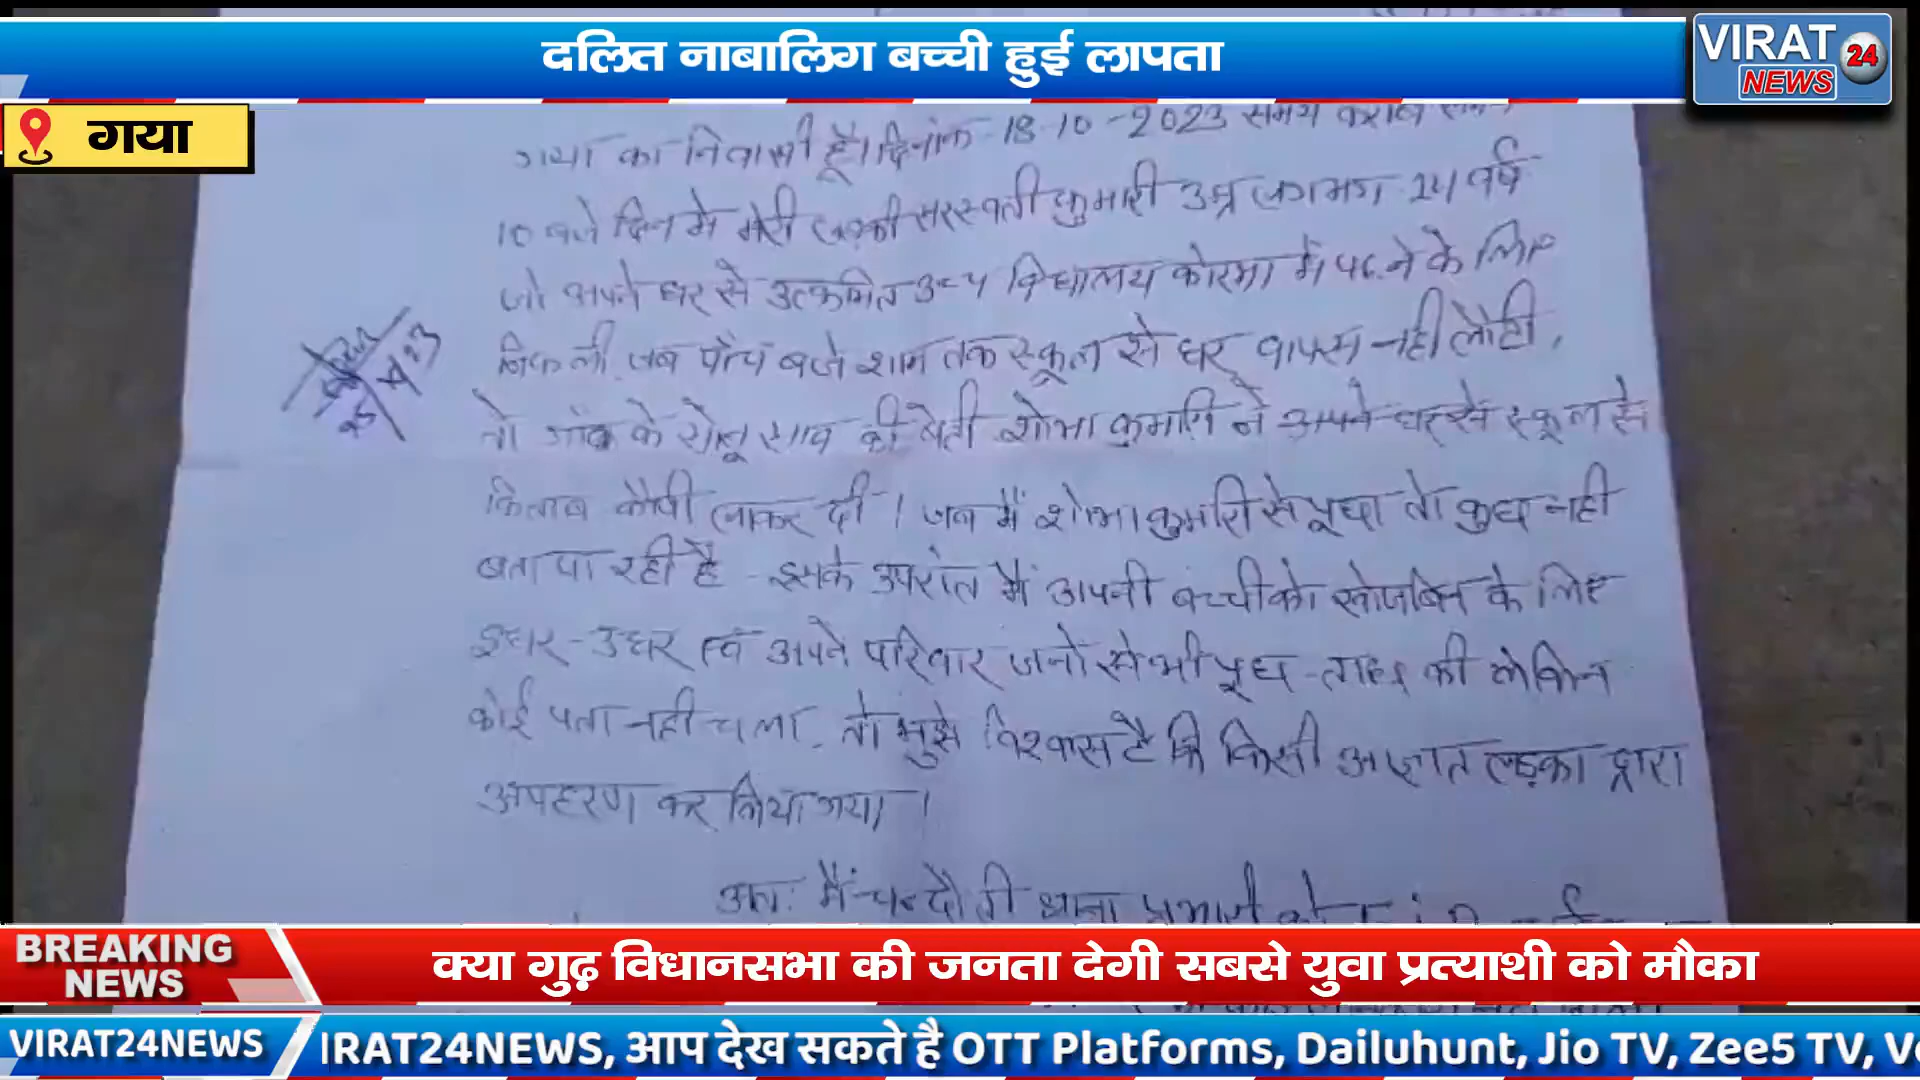 दलित नाबालिग बच्ची हुई लापता
VIRAT 24
NEWS
गया
गया का निवासी हूँ। दिनांक-18-10-2023 समय करीब
10 बजे दिन मे मेरी लड़की सरस्वती कुमारी उम्र लगभग 14 वर्ष
जो अपने घर से उत्क्रमित उच्च विद्यालय कोरमा में पढ़ने के लिए
निकली, जब पाँच बजे शाम तक स्कूल से घर वापस नही लौटी,
तो गाँव के सोनू साव की बेटी शोभा कुमारी ने अपने घर से स्कूल से
किताब कॉपी लाकर दी। जब मैं शोभा कुमारी से पूछा तो कुछ नही
बता पा रही है - इसके उपरांत मैं अपनी बच्ची को खोजबिन के लिए
इधर-उधर एवं अपने परिवार जनो से भी पूछ-ताछ की लेकिन
कोई पता नही चला, तो मुझे विश्वास है कि किसी अज्ञात लड़का द्वारा
अपहरण कर लिया गया।
अतः मैं चन्दौती थाना
BREAKING
NEWS
क्या गुढ़ विधानसभा की जनता देगी सबसे युवा प्रत्याशी को मौका
VIRAT24NEWS
IRAT24NEWS, आप देख सकते है OTT Platforms, Dailuhunt, Jio TV, Zee5 TV,